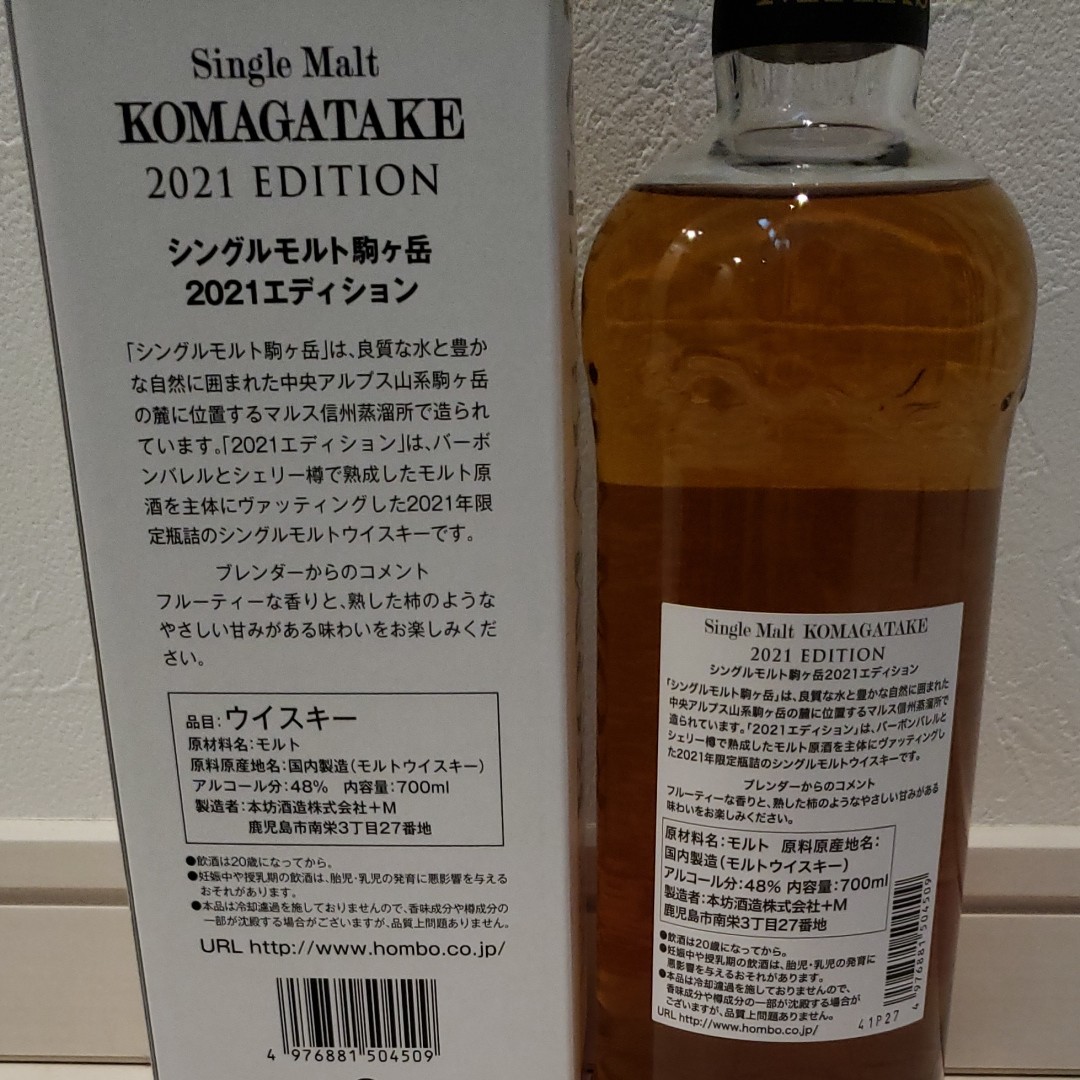 Single Malt
KOMAGATAKE
2021 EDITION
シングルモルト駒ヶ岳
2021エディション
「シングルモルト駒ヶ岳」は、良質な水と豊か
な自然に囲まれた中央アルプス山系駒ヶ岳
の麓に位置するマルス信州蒸溜所で造られ
ています。「2021エディション」は、バーボ
ンバレルとシェリー樽で熟成したモルト原
酒を主体にヴァッティングした2021年限
定瓶詰のシングルモルトウイスキーです。
ブレンダーからのコメント
フルーティーな香りと、熟した柿のような
やさしい甘みがある味わいをお楽しみくだ
さい。
品目:ウイスキー
原材料名:モルト
原料原産地名:国内製造(モルトウイスキー)
アルコール分:48% 内容量:700ml
製造者:本坊酒造株式会社+M
鹿児島市南栄3丁目27番地
●飲酒は20歳になってから。
●妊娠中や授乳期の飲酒は、胎児・乳児の発育に悪影響を与える
おそれがあります。
●本品は冷却濾過を施しておりませんので、香味成分や樽成分の
一部が沈殿する場合がございますが、品質上問題ありません。
URL http://www.hombo.co.jp/
4 976881 504509
Single Malt KOMAGATAKE
2021 EDITION
シングルモルト駒ヶ岳2021エディション
「シングルモルト駒ヶ岳」は、良質な水と豊かな自然に囲まれた
中央アルプス山系駒ヶ岳の麓に位置するマルス信州蒸溜所で
造られています。「2021エディション」は、バーボンバレルと
シェリー樽で熟成したモルト原酒を主体にヴァッティングし
た2021年限定瓶詰のシングルモルトウイスキーです。
ブレンダーからのコメント
フルーティーな香りと、熟した柿のようなやさしい甘みがある
味わいをお楽しみください。
原材料名:モルト 原料原産地名:
国内製造(モルトウイスキー)
アルコール分:48% 内容量:700ml
製造者:本坊酒造株式会社+M
鹿児島市南栄3丁目27番地
●飲酒は20歳になってから。
●妊娠中や授乳期の飲酒は、胎児・乳児の発育に
悪影響を与えるおそれがあります。
●本品は冷却濾過を施しておりませんので、
香味成分や樽成分の一部が沈殿する場合が
ございますが、品質上問題ありません。
URL http://www.hombo.co.jp/
41P27
4 976881 504509